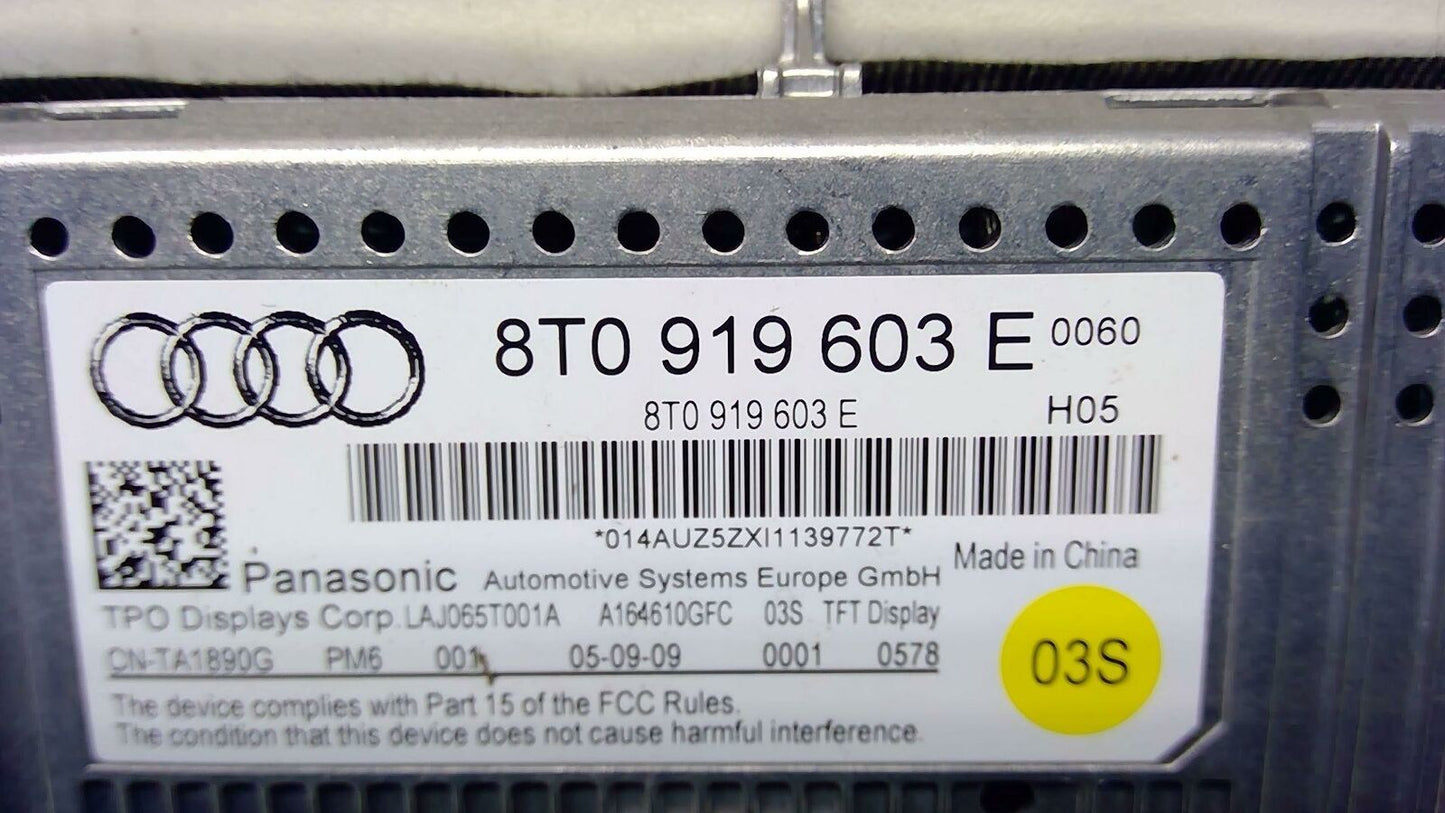 8T0 919 603 E 0060
8T0 919 603 E H05
*014AUZ5ZXI1139772T*
Panasonic Automotive Systems Europe GmbH Made in China
TPO Displays Corp. LAJ065T001A A164610GFC 03S TFT Display
CN-TA1890G PM6 001 05-09-09 0001 0578
03S
The device complies with Part 15 of the FCC Rules.
The condition that this device does not cause harmful interference.